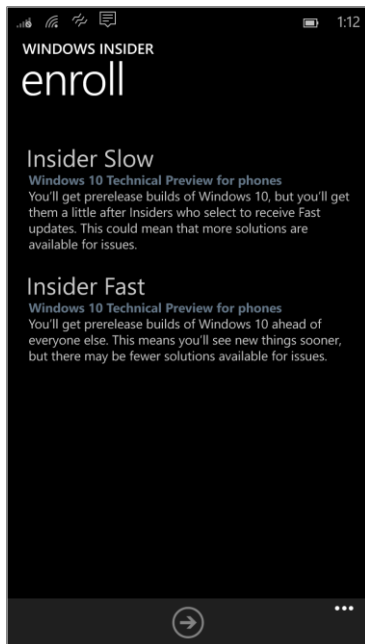 1:12
WINDOWS INSIDER
enroll
Insider Slow
Windows 10 Technical Preview for phones
You'll get prerelease builds of Windows 10, but you'll get
them a little after Insiders who select to receive Fast
updates. This could mean that more solutions are
available for issues.
Insider Fast
Windows 10 Technical Preview for phones
You'll get prerelease builds of Windows 10 ahead of
everyone else. This means you'll see new things sooner,
but there may be fewer solutions available for issues.